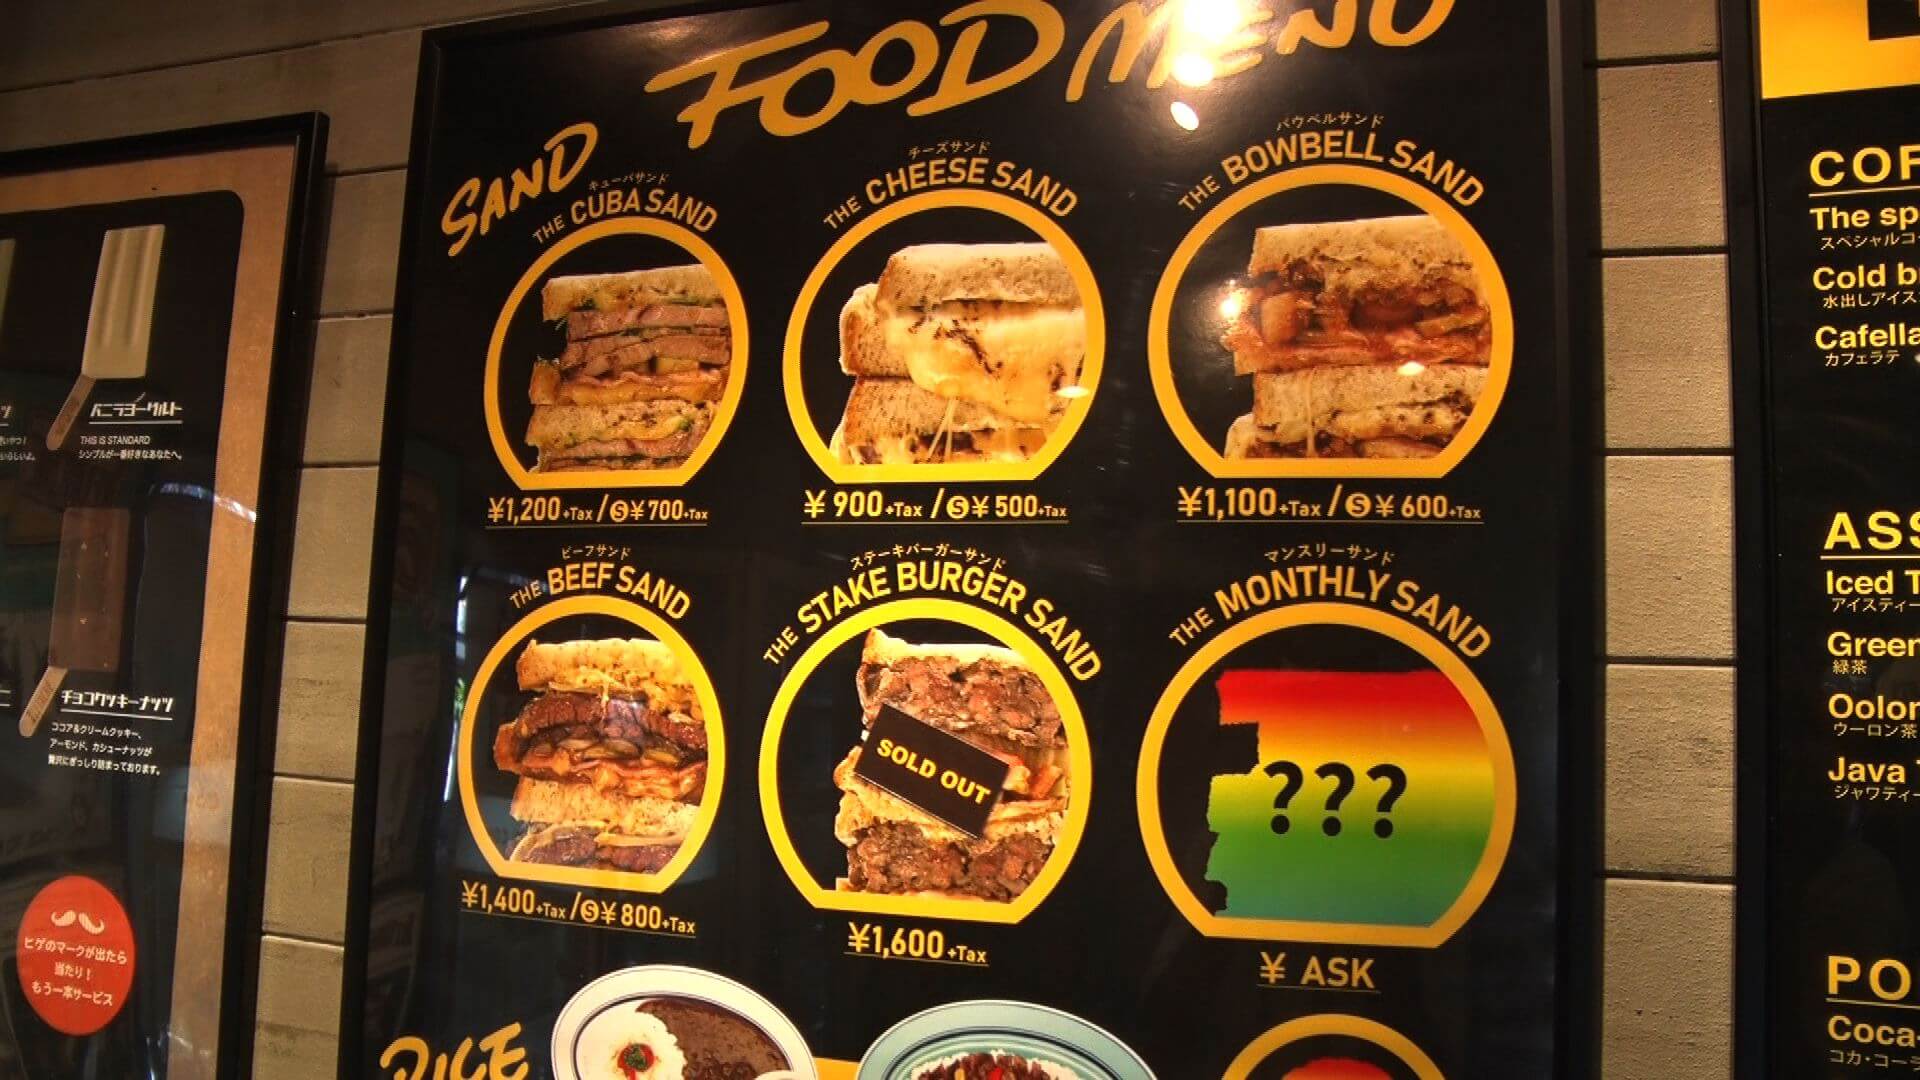 FOOD MENU
SAND
キューバサンド
THE CUBA SAND
¥1,200+Tax / S ¥700+Tax
チーズサンド
THE CHEESE SAND
¥900+Tax / S ¥500+Tax
バウベルサンド
THE BOWBELL SAND
¥1,100+Tax / S ¥600+Tax
ビーフサンド
THE BEEF SAND
¥1,400+Tax / S ¥800+Tax
ステーキバーガーサンド
THE STAKE BURGER SAND
SOLD OUT
¥1,600+Tax
マンスリーサンド
THE MONTHLY SAND
???
¥ ASK
RICE
バニラヨーグルト
THIS IS STANDARD
シンプルが一番好きなあなたへ。
チョコクッキーナッツ
ココア&クリームクッキー、
アーモンド、カシューナッツが
贅沢にぎっしり詰まっております。
ヒゲのマークが出たら
当たり!
もう一本サービス
COF
The sp
スペシャルコー
Cold b
水出しアイス
Cafella
カフェラテ
ASS
Iced T
アイスティー
Green
緑茶
Oolon
ウーロン茶
Java T
ジャワティー
PO
Coca-
コカ・コーラ